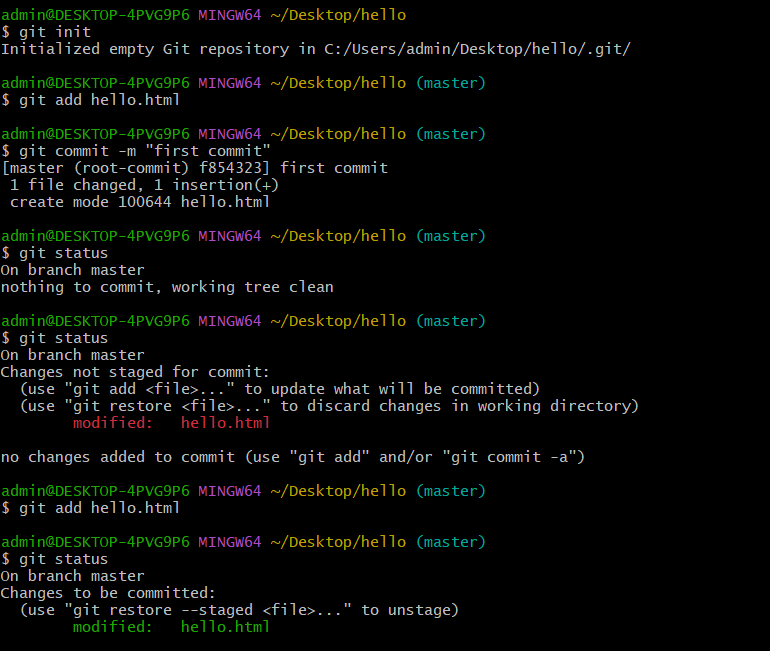 admin@DESKTOP-4PVG9P6 MINGW64 ~/Desktop/hello
$ git init
Initialized empty Git repository in C:/Users/admin/Desktop/hello/.git/

admin@DESKTOP-4PVG9P6 MINGW64 ~/Desktop/hello (master)
$ git add hello.html

admin@DESKTOP-4PVG9P6 MINGW64 ~/Desktop/hello (master)
$ git commit -m "first commit"
[master (root-commit) f854323] first commit
 1 file changed, 1 insertion(+)
 create mode 100644 hello.html

admin@DESKTOP-4PVG9P6 MINGW64 ~/Desktop/hello (master)
$ git status
On branch master
nothing to commit, working tree clean

admin@DESKTOP-4PVG9P6 MINGW64 ~/Desktop/hello (master)
$ git status
On branch master
Changes not staged for commit:
  (use "git add <file>..." to update what will be committed)
  (use "git restore <file>..." to discard changes in working directory)
        modified:   hello.html

no changes added to commit (use "git add" and/or "git commit -a")

admin@DESKTOP-4PVG9P6 MINGW64 ~/Desktop/hello (master)
$ git add hello.html

admin@DESKTOP-4PVG9P6 MINGW64 ~/Desktop/hello (master)
$ git status
On branch master
Changes to be committed:
  (use "git restore --staged <file>..." to unstage)
        modified:   hello.html